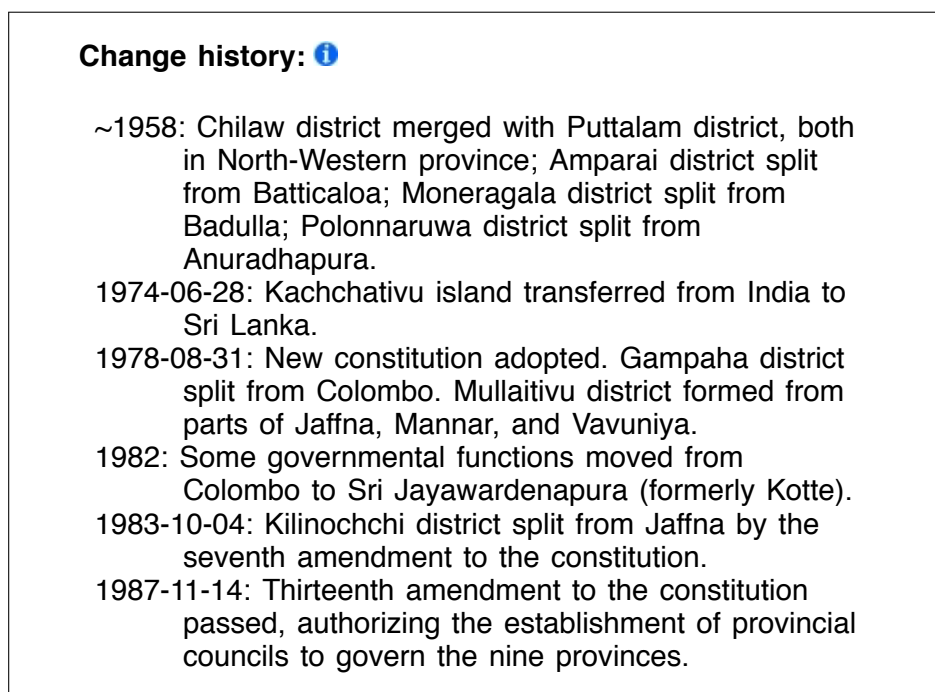 Change history:
~1958: Chilaw district merged with Puttalam district, both
in North-Western province; Amparai district split
from Batticaloa; Moneragala district split from
Badulla; Polonnaruwa district split from
Anuradhapura.
1974-06-28: Kachchativu island transferred from India to
Sri Lanka.
1978-08-31: New constitution adopted. Gampaha district
split from Colombo. Mullaitivu district formed from
parts of Jaffna, Mannar, and Vavuniya.
1982: Some governmental functions moved from
Colombo to Sri Jayawardenapura (formerly Kotte).
1983-10-04: Kilinochchi district split from Jaffna by the
seventh amendment to the constitution.
1987-11-14: Thirteenth amendment to the constitution
passed, authorizing the establishment of provincial
councils to govern the nine provinces.